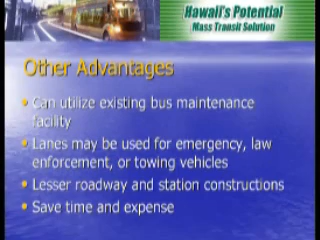 Hawaii's Potential
Mass Transit Solution
Other Advantages
• Can utilize existing bus maintenance
facility
• Lanes may be used for emergency, law
enforcement, or towing vehicles
• Lesser roadway and station constructions
• Save time and expense